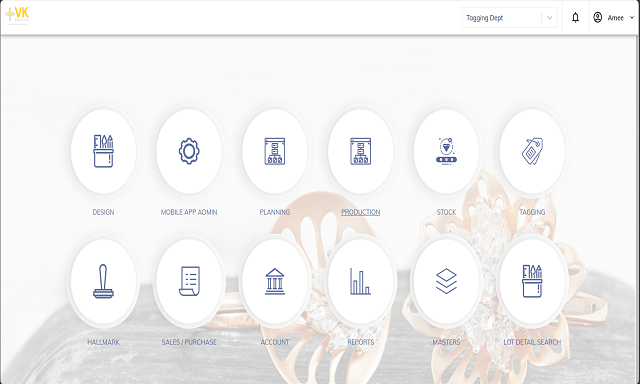 VK
Tagging Dept
Amee
DESIGN
MOBILE APP ADMIN
PLANNING
PRODUCTION
STOCK
TAGGING
HALLMARK
SALES / PURCHASE
ACCOUNT
REPORTS
MASTERS
LOT DETAIL SEARCH